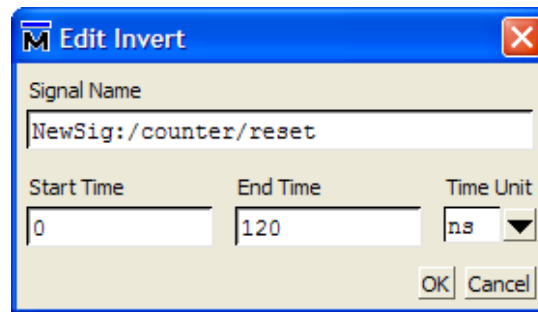 M Edit Invert
Signal Name
NewSig:/counter/reset
Start Time End Time Time Unit
0 120 ns
OK Cancel